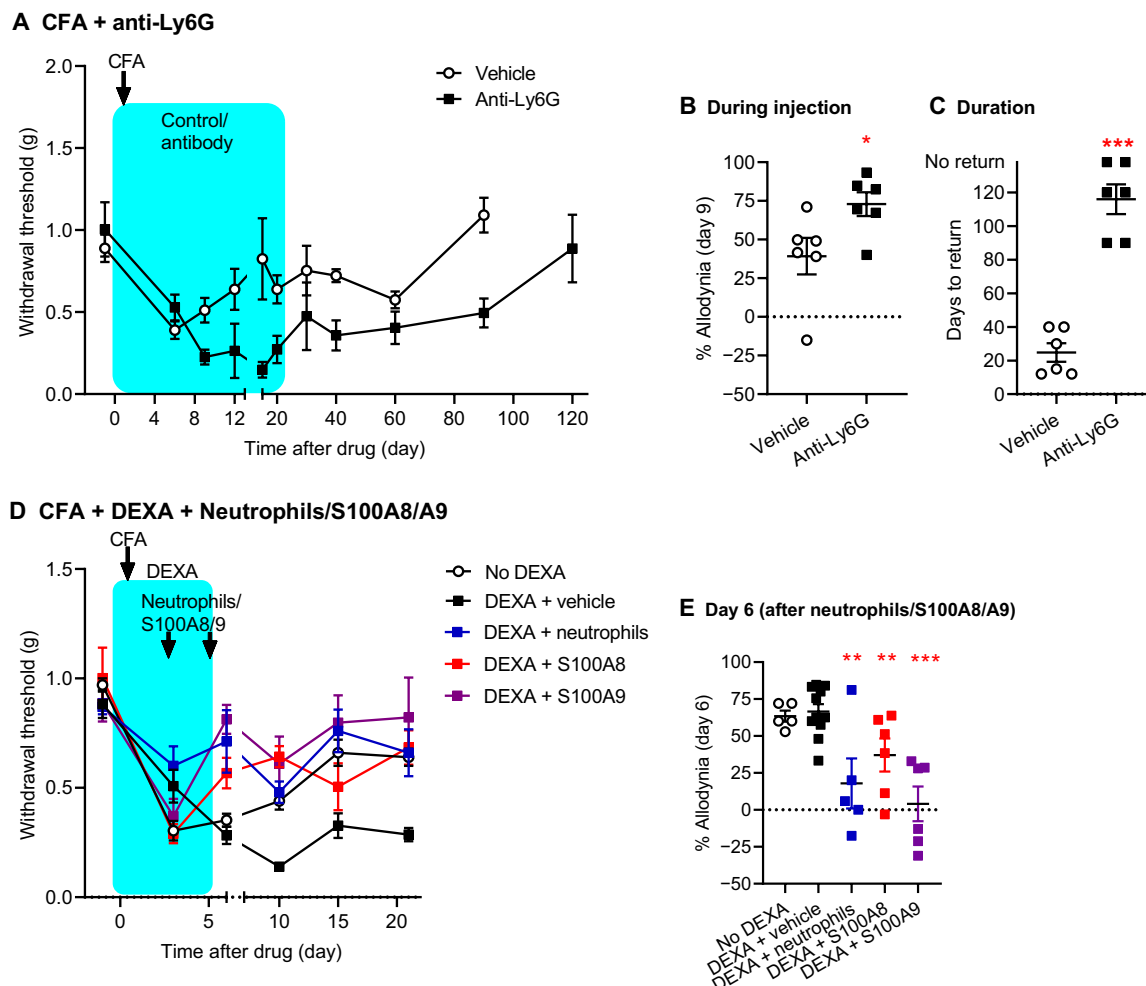 A CFA + anti-Ly6G
CFA
2.0
1.5
1.0
0.5
0.0
Withdrawal threshold (g)
Control/
antibody
Vehicle
Anti-Ly6G
0 4 8 12 20 40 60 80 100 120
Time after drug (day)
B During injection
*
100
75
50
25
0
−25
−50
% Allodynia (day 9)
Vehicle
Anti-Ly6G
C Duration
***
No return
120
100
80
60
40
20
0
Days to return
Vehicle
Anti-Ly6G
D CFA + DEXA + Neutrophils/S100A8/A9
CFA
DEXA
Neutrophils/
S100A8/9
1.5
1.0
0.5
0.0
Withdrawal threshold (g)
No DEXA
DEXA + vehicle
DEXA + neutrophils
DEXA + S100A8
DEXA + S100A9
0 5 10 15 20
Time after drug (day)
E Day 6 (after neutrophils/S100A8/A9)
** ** ***
100
75
50
25
0
−25
−50
% Allodynia (day 6)
No DEXA
DEXA + vehicle
DEXA + neutrophils
DEXA + S100A8
DEXA + S100A9